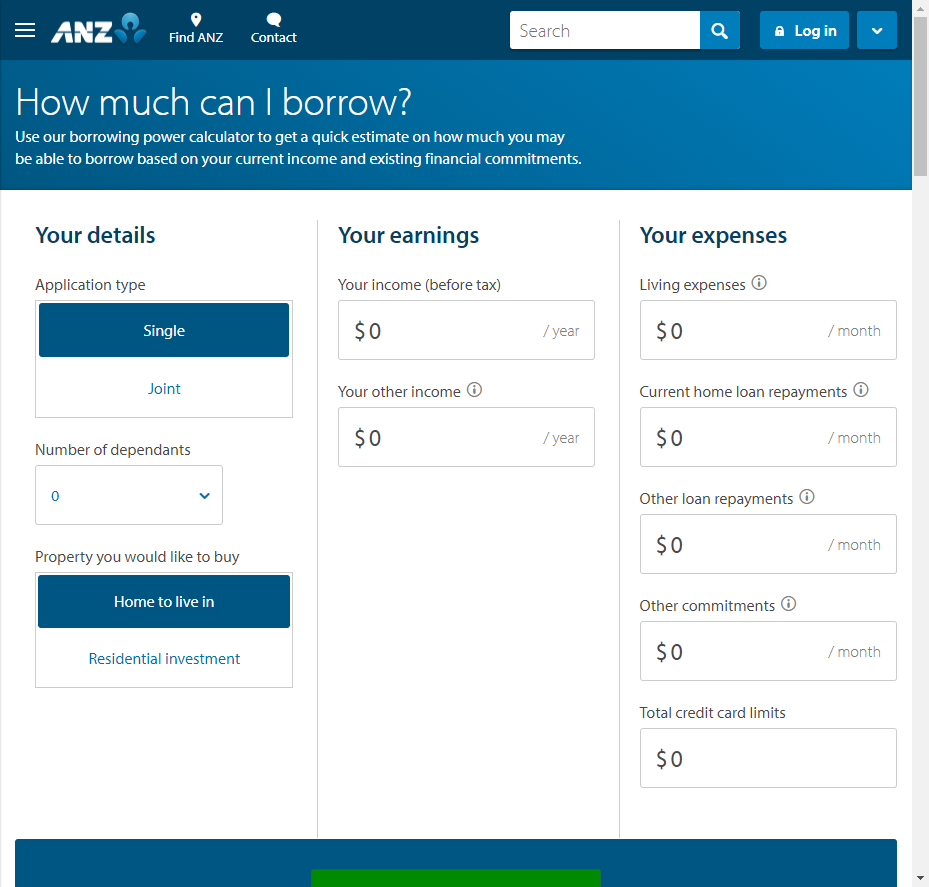 ANZ
Find ANZ
Contact
Search
Log in
How much can I borrow?
Use our borrowing power calculator to get a quick estimate on how much you may
be able to borrow based on your current income and existing financial commitments.
Your details
Application type
Single
Joint
Number of dependants
0
Property you would like to buy
Home to live in
Residential investment
Your earnings
Your income (before tax)
$ 0 / year
Your other income
$ 0 / year
Your expenses
Living expenses
$ 0 / month
Current home loan repayments
$ 0 / month
Other loan repayments
$ 0 / month
Other commitments
$ 0 / month
Total credit card limits
$ 0